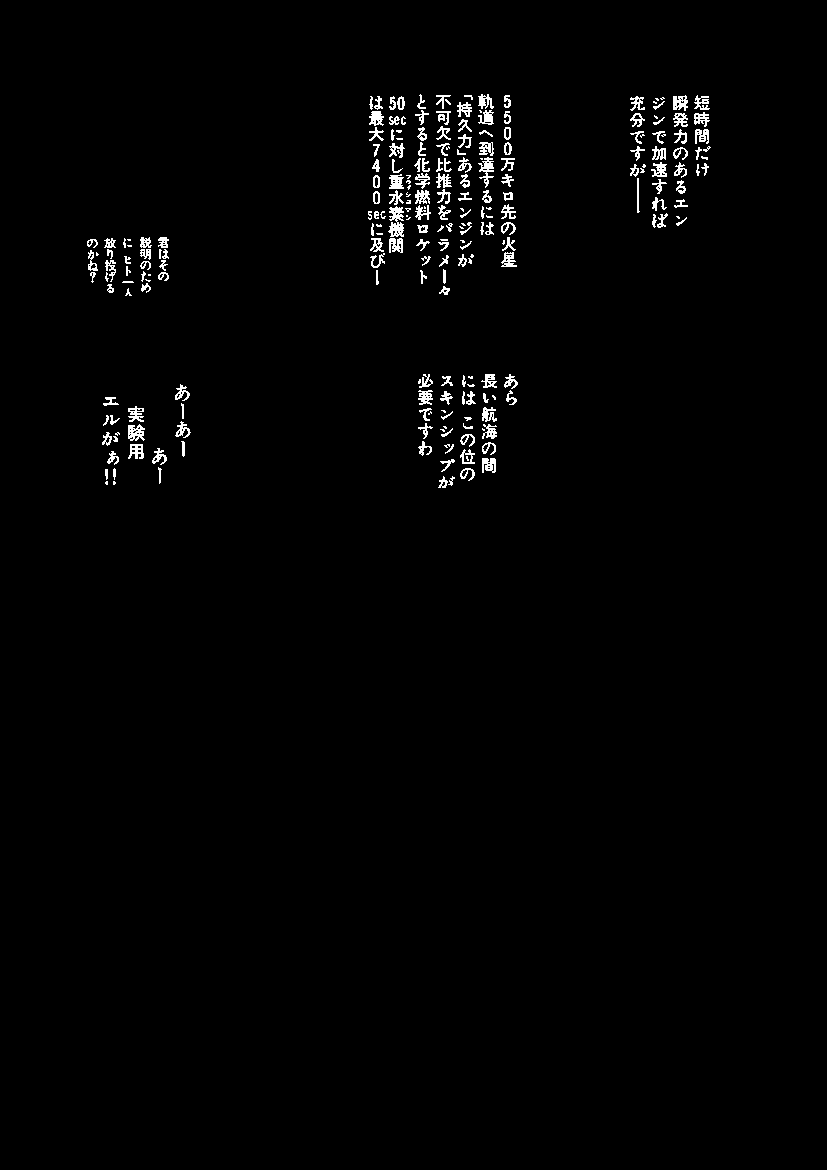 短時間だけ
瞬発力のあるエン
ジンで加速すれば
充分ですが──
5500万キロ先の火星
軌道へ到達するには
「持久力」あるエンジンが
不可欠で比推力をパラメー々
とすると化学燃料ロケット
50secに対し重水素機関
は最大7400secに及びー
あら
長い航海の間
には この位の
スキンシップが
必要ですわ
君はその
説明のため
に ヒト一人
放り投げる
のかね?
あーあー
あー
実験用
エルがぁ!!